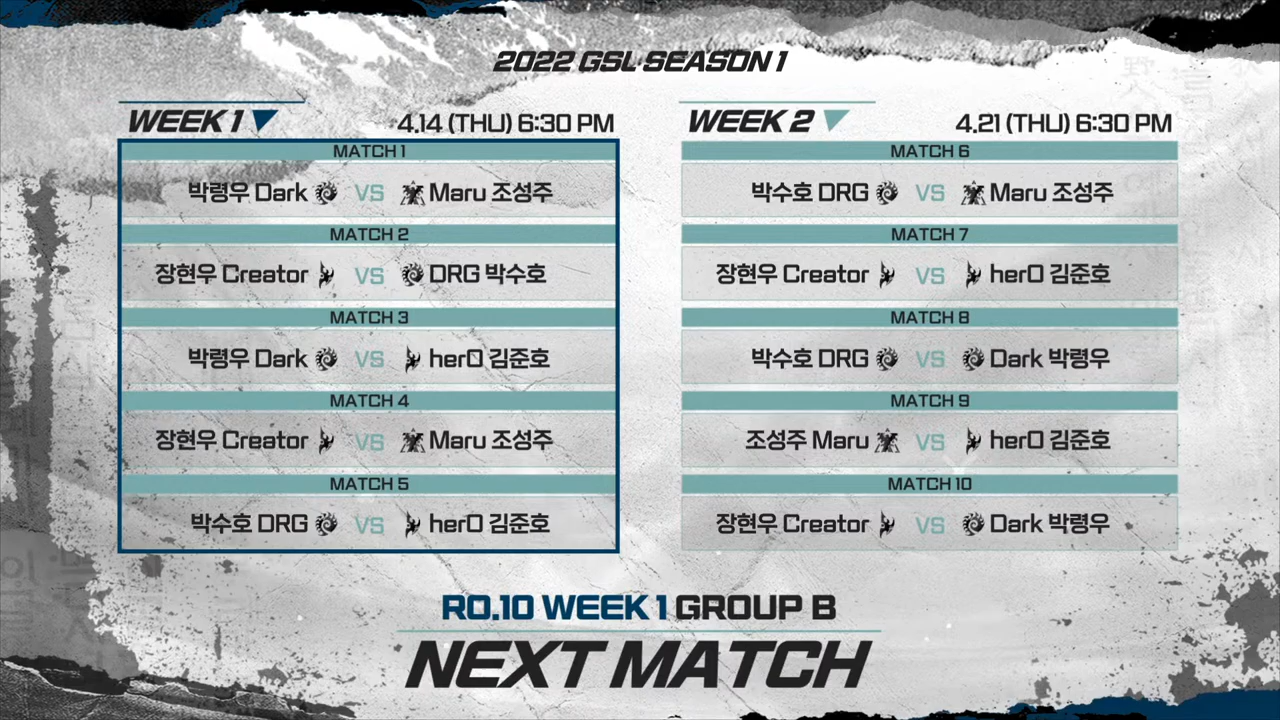 2022 GSL SEASON 1
WEEK 1
4.14 (THU) 6:30 PM
MATCH 1
박령우 Dark VS Maru 조성주
MATCH 2
장현우 Creator VS DRG 박수호
MATCH 3
박령우 Dark VS herO 김준호
MATCH 4
장현우 Creator VS Maru 조성주
MATCH 5
박수호 DRG VS herO 김준호
WEEK 2
4.21 (THU) 6:30 PM
MATCH 6
박수호 DRG VS Maru 조성주
MATCH 7
장현우 Creator VS herO 김준호
MATCH 8
박수호 DRG VS Dark 박령우
MATCH 9
조성주 Maru VS herO 김준호
MATCH 10
장현우 Creator VS Dark 박령우
RO.10 WEEK 1 GROUP B
NEXT MATCH